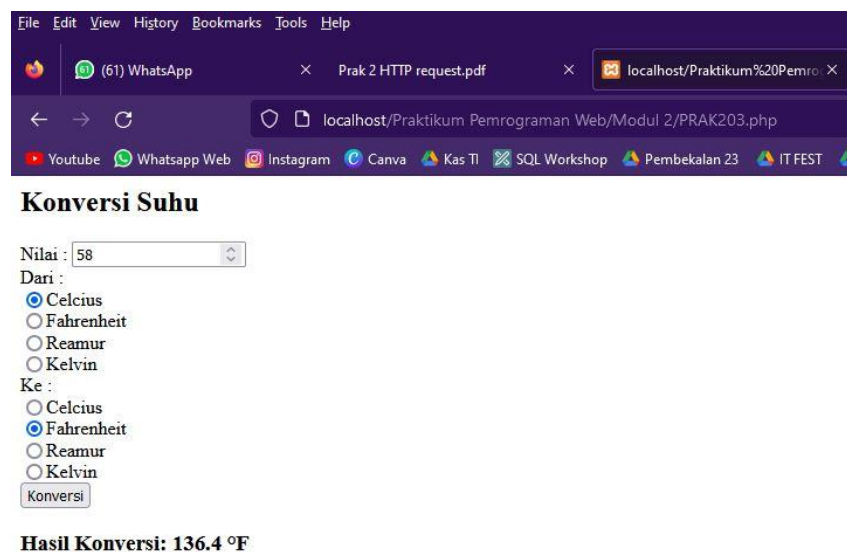 File Edit View History Bookmarks Tools Help
61 (61) WhatsApp × Prak 2 HTTP request.pdf × localhost/Praktikum%20Pemro ×
localhost/Praktikum Pemrograman Web/Modul 2/PRAK203.php
Youtube Whatsapp Web Instagram Canva Kas TI SQL Workshop Pembekalan 23 IT FEST
Konversi Suhu
Nilai : 58
Dari :
Celcius
Fahrenheit
Reamur
Kelvin
Ke :
Celcius
Fahrenheit
Reamur
Kelvin
Konversi
Hasil Konversi: 136.4 °F